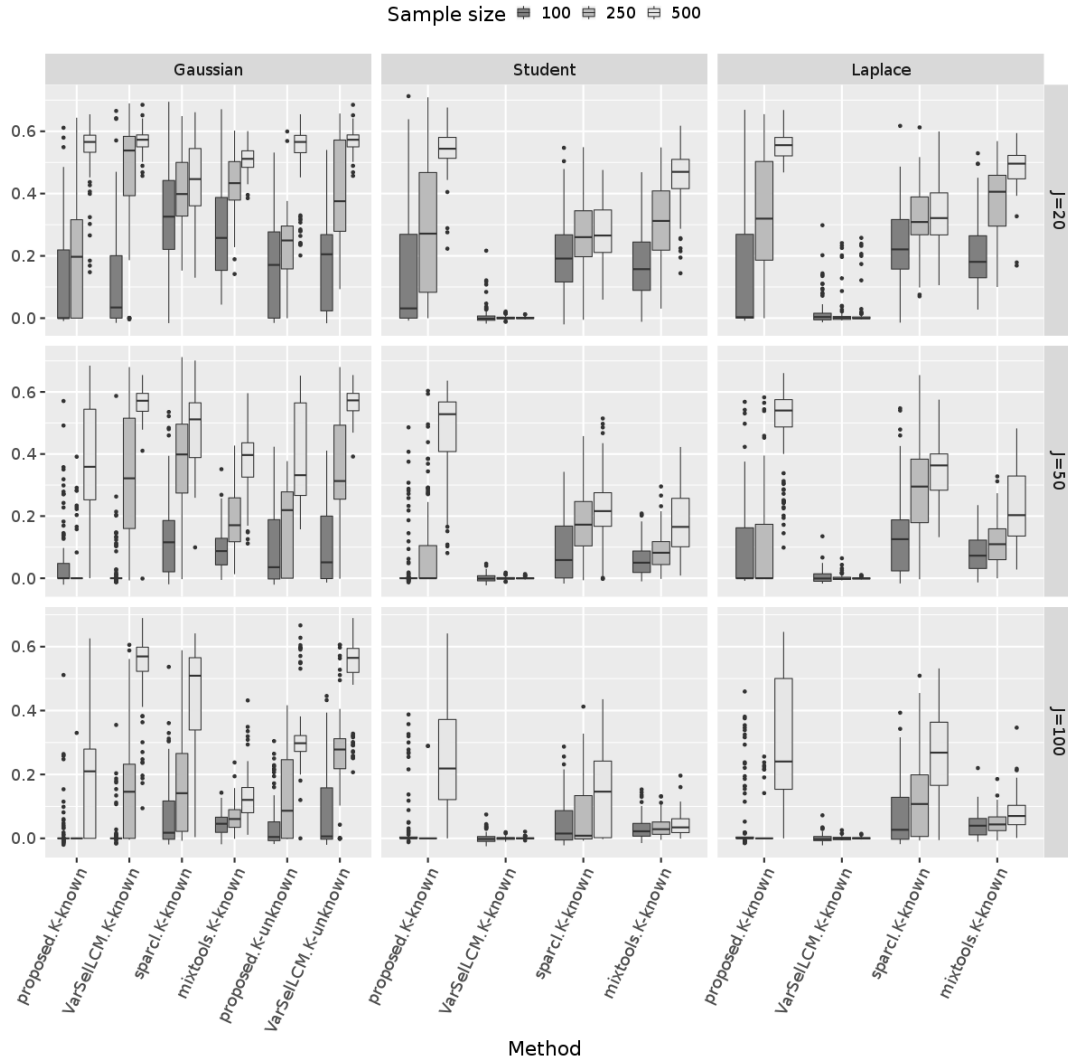 Sample size 100 250 500
Gaussian Student Laplace
0.6
0.4
0.2
0.0
J=20
0.6
0.4
0.2
0.0
J=50
0.6
0.4
0.2
0.0
J=100
proposed.K-known
VarSelLCM.K-known
sparcl.K-known
mixtools.K-known
proposed.K-unknown
VarSelLCM.K-unknown
proposed.K-known
VarSelLCM.K-known
sparcl.K-known
mixtools.K-known
proposed.K-known
VarSelLCM.K-known
sparcl.K-known
mixtools.K-known
Method